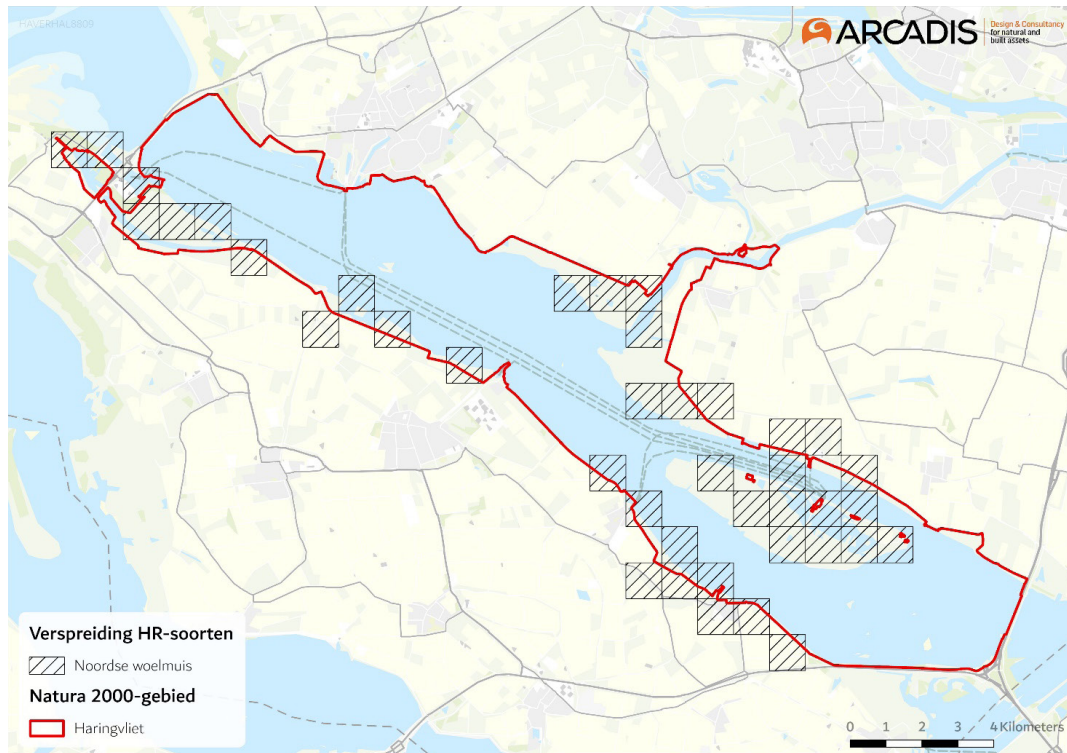 HAVERHAL8809
ARCADIS
Design & Consultancy
for natural and
built assets
Verspreiding HR-soorten
Noordse woelmuis
Natura 2000-gebied
Haringvliet
0 1 2 3 4 Kilometers